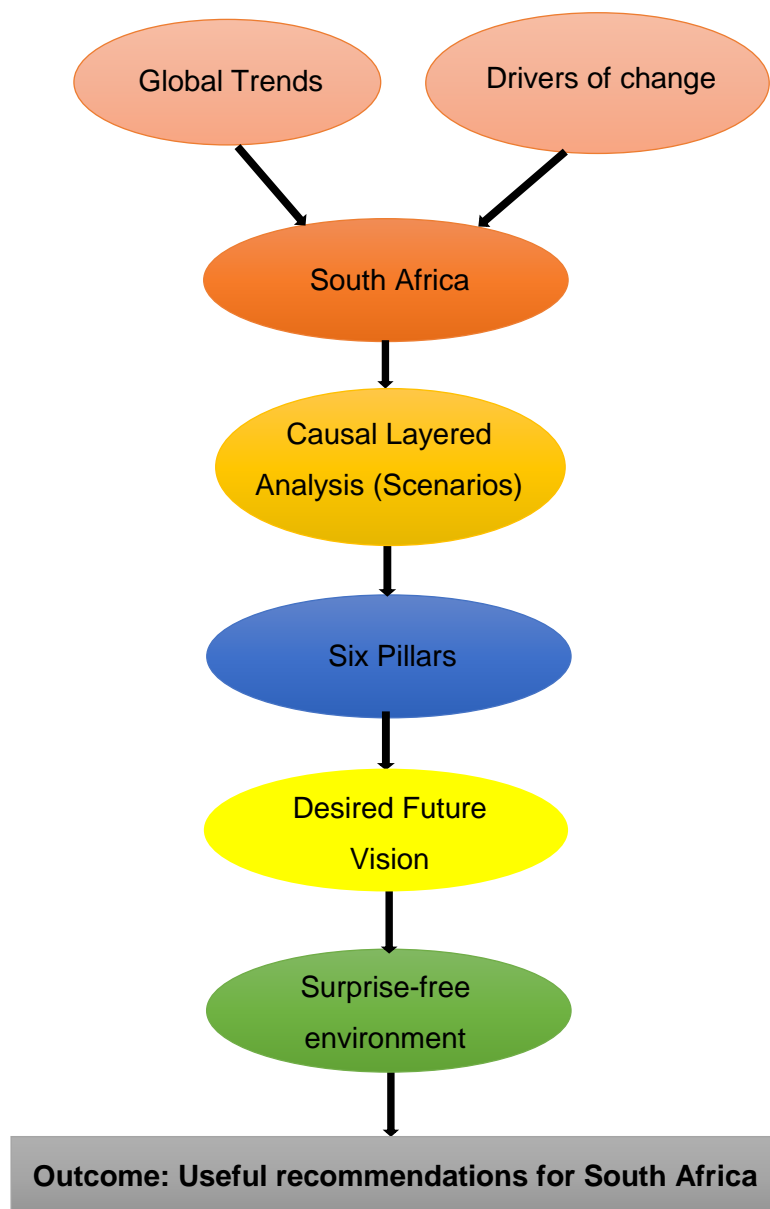 Global Trends
Drivers of change
South Africa
Causal Layered
Analysis (Scenarios)
Six Pillars
Desired Future
Vision
Surprise-free
environment
Outcome: Useful recommendations for South Africa